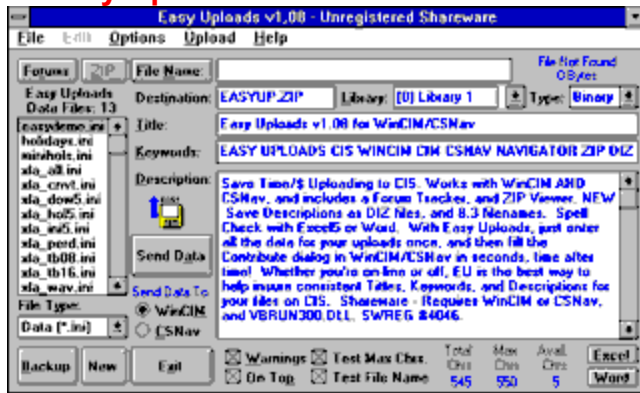 Easy Uploads v1,08 - Unregistered Shareware
File Edit Options Upload Help
Forums ZIP File Name: File Not Found
0 Bytes
Easy Uploads
Data Files: 13
Destination: EASYUP.ZIP Library: [0] Library 1 Type: Binary
easydemo.ini
holidays.ini
minihols.ini
xla_all.ini
xla_cnvt.ini
xla_dow5.ini
xla_hol5.ini
xla_ini5.ini
xla_perd.ini
xla_tb08.ini
xla_tb16.ini
xla_wav.ini
Title: Easy Uploads v1.08 for WinCIM/CSNav
Keywords: EASY UPLOADS CIS WINCIM CIM CSNAV NAVIGATOR ZIP DIZ
Description:
Save Time/$ Uploading to CIS. Works with WinCIM AND
CSNav, and includes a Forum Tracker, and ZIP Viewer. NEW
Save Descriptions as DIZ files, and 8.3 filenames. Spell
Check with Excel5 or Word. With Easy Uploads, just enter
all the data for your uploads once, and then fill the
Contribute dialog in WinCIM/CSNav in seconds, time after
time! Whether you're on-line or off, EU is the best way to
help insure consistent Titles, Keywords, and Descriptions for
your files on CIS. Shareware - Requires WinCIM or CSNav,
and VBRUN300.DLL. SWREG #4046.
Send Data
Send Data To
WinCIM
CSNav
File Type:
Data (*.ini)
Backup New Exit
Warnings Test Max Chrs.
On Top Test File Name
Total Chrs 545
Max Chrs 550
Avail. Chrs 5
Excel
Word